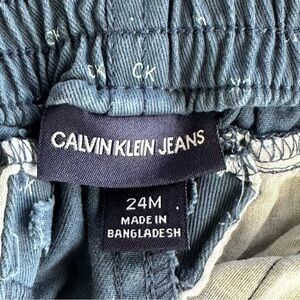 CK CK
CALVIN KLEIN JEANS
24M
MADE IN
BANGLADESH